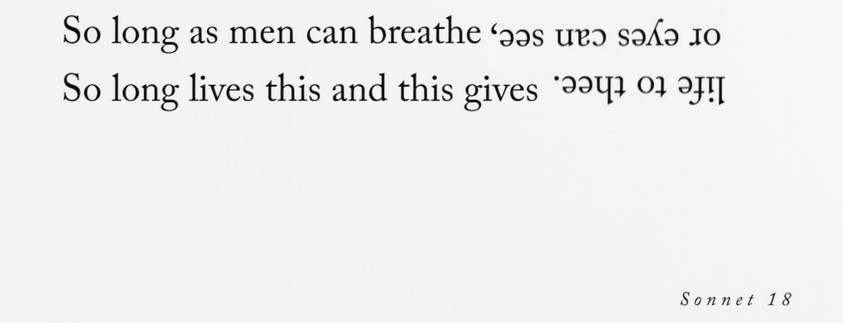 So long as men can breathe or eyes can see,
So long lives this and this gives life to thee.
Sonnet 18